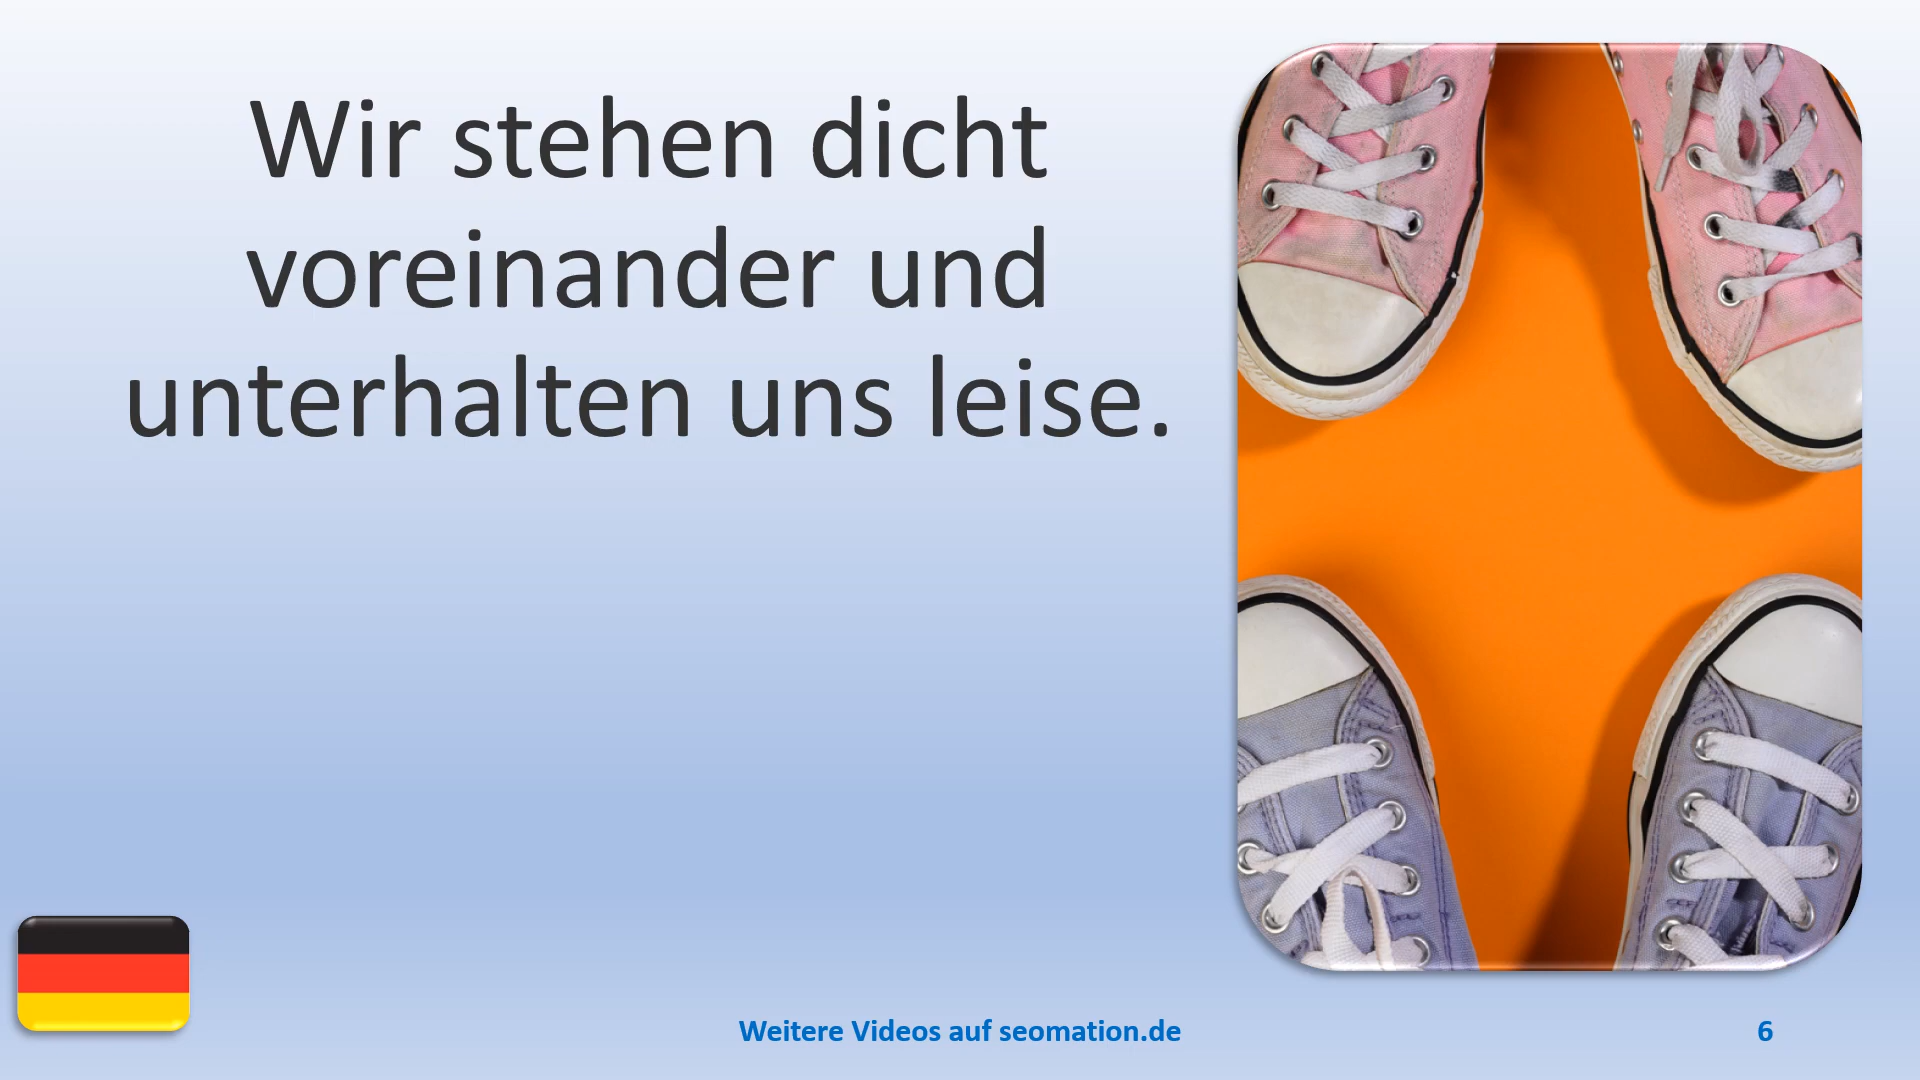 Wir stehen dicht
voreinander und
unterhalten uns leise.
Weitere Videos auf seomation.de
6